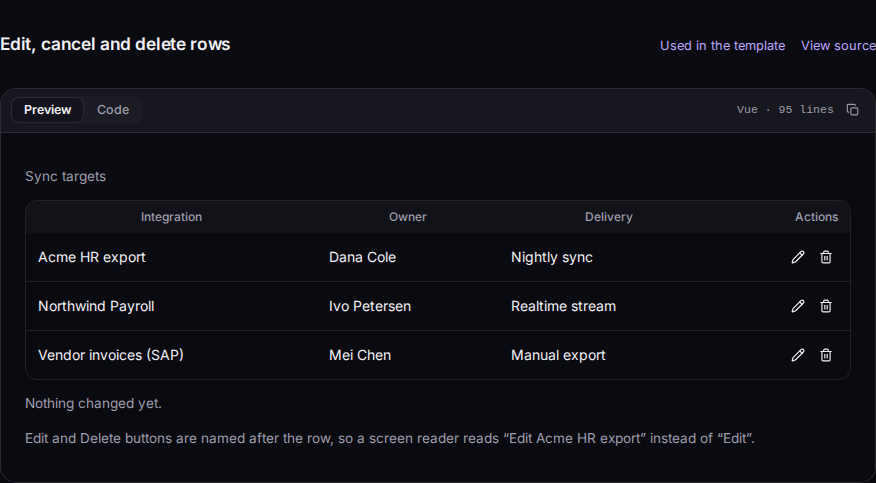 Edit, cancel and delete rows
Used in the template View source
Preview Code Vue · 95 lines
Sync targets
Integration Owner Delivery Actions
Acme HR export Dana Cole Nightly sync
Northwind Payroll Ivo Petersen Realtime stream
Vendor invoices (SAP) Mei Chen Manual export
Nothing changed yet.
Edit and Delete buttons are named after the row, so a screen reader reads “Edit Acme HR export” instead of “Edit”.